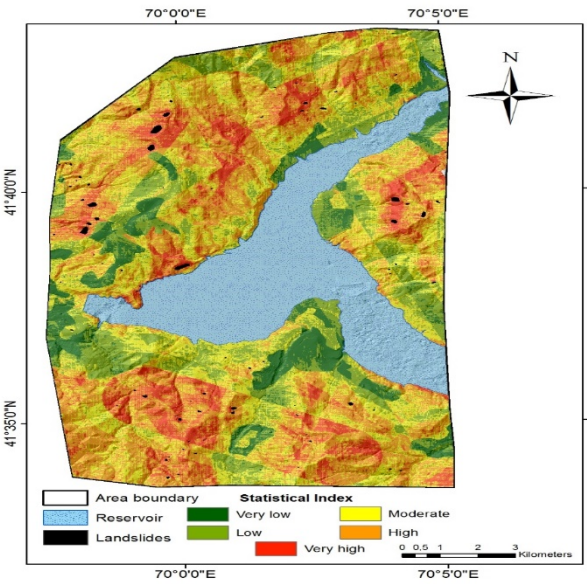 70°0'0"E 70°5'0"E
N
41°40'0"N
41°35'0"N
Area boundary Statistical Index
Reservoir Very low Moderate
Landslides Low High
Very high
0 0,5 1 2 3
Kilometers
70°0'0"E 70°5'0"E